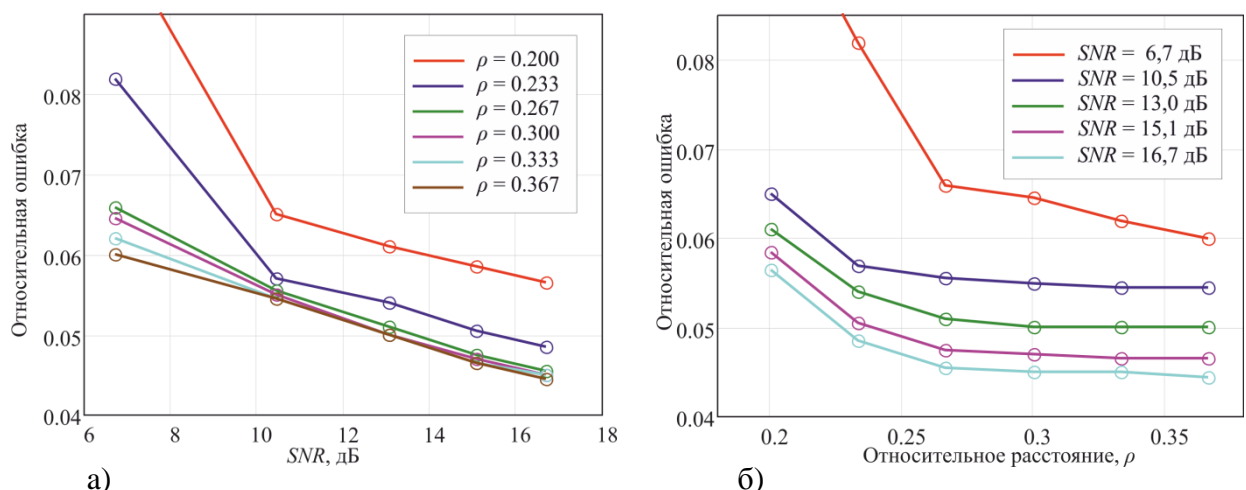 Относительная ошибка
0.08
0.07
0.06
0.05
0.04
6
8
10
12
14
16
18
SNR, дБ
ρ = 0.200
ρ = 0.233
ρ = 0.267
ρ = 0.300
ρ = 0.333
ρ = 0.367
а)
Относительная ошибка
0.08
0.07
0.06
0.05
0.04
0.2
0.25
0.3
0.35
Относительное расстояние, ρ
SNR = 6,7 дБ
SNR = 10,5 дБ
SNR = 13,0 дБ
SNR = 15,1 дБ
SNR = 16,7 дБ
б)